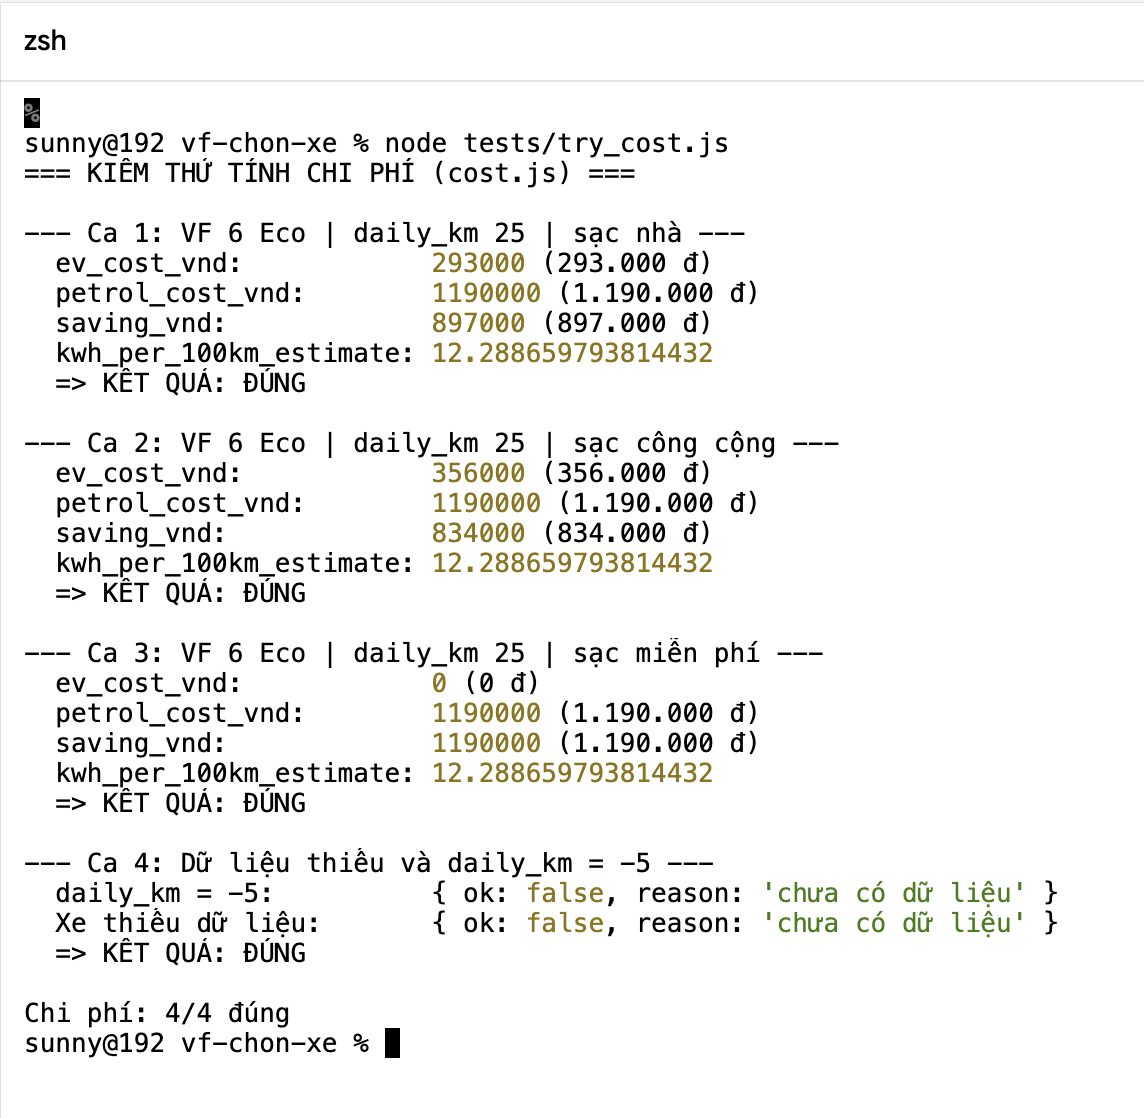 zsh
%
sunny@192 vf-chon-xe % node tests/try_cost.js
=== KIỂM THỬ TÍNH CHI PHÍ (cost.js) ===
--- Ca 1: VF 6 Eco | daily_km 25 | sạc nhà ---
ev_cost_vnd: 293000 (293.000 đ)
petrol_cost_vnd: 1190000 (1.190.000 đ)
saving_vnd: 897000 (897.000 đ)
kwh_per_100km_estimate: 12.288659793814432
=> KẾT QUẢ: ĐÚNG
--- Ca 2: VF 6 Eco | daily_km 25 | sạc công cộng ---
ev_cost_vnd: 356000 (356.000 đ)
petrol_cost_vnd: 1190000 (1.190.000 đ)
saving_vnd: 834000 (834.000 đ)
kwh_per_100km_estimate: 12.288659793814432
=> KẾT QUẢ: ĐÚNG
--- Ca 3: VF 6 Eco | daily_km 25 | sạc miễn phí ---
ev_cost_vnd: 0 (0 đ)
petrol_cost_vnd: 1190000 (1.190.000 đ)
saving_vnd: 1190000 (1.190.000 đ)
kwh_per_100km_estimate: 12.288659793814432
=> KẾT QUẢ: ĐÚNG
--- Ca 4: Dữ liệu thiếu và daily_km = -5 ---
daily_km = -5: { ok: false, reason: 'chưa có dữ liệu' }
Xe thiếu dữ liệu: { ok: false, reason: 'chưa có dữ liệu' }
=> KẾT QUẢ: ĐÚNG
Chi phí: 4/4 đúng
sunny@192 vf-chon-xe %